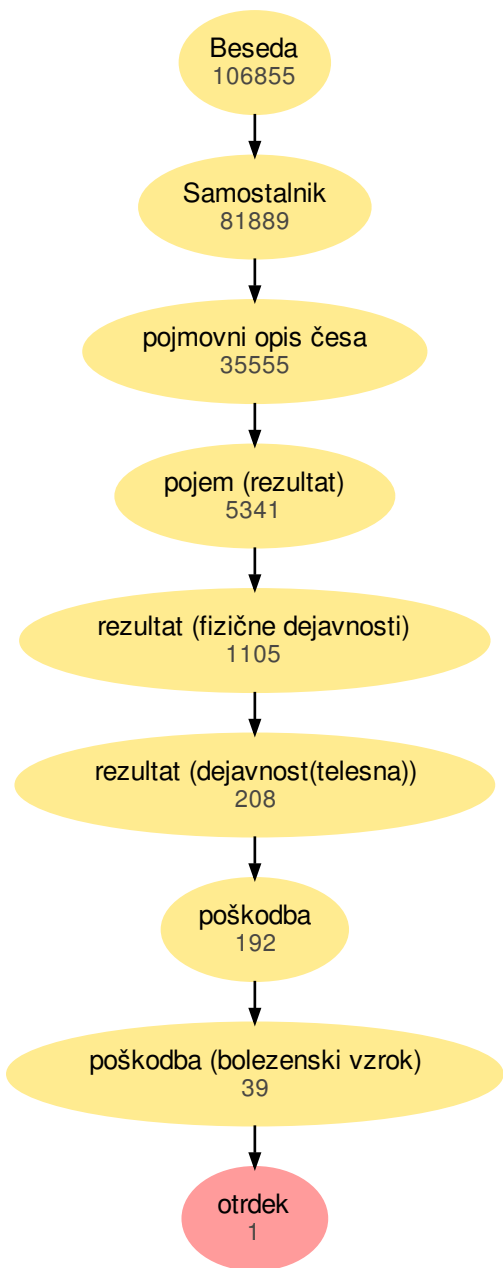 Beseda
106855
Samostalnik
81889
pojmovni opis česa
35555
pojem (rezultat)
5341
rezultat (fizične dejavnosti)
1105
rezultat (dejavnost(telesna))
208
poškodba
192
poškodba (bolezenski vzrok)
39
otrdek
1